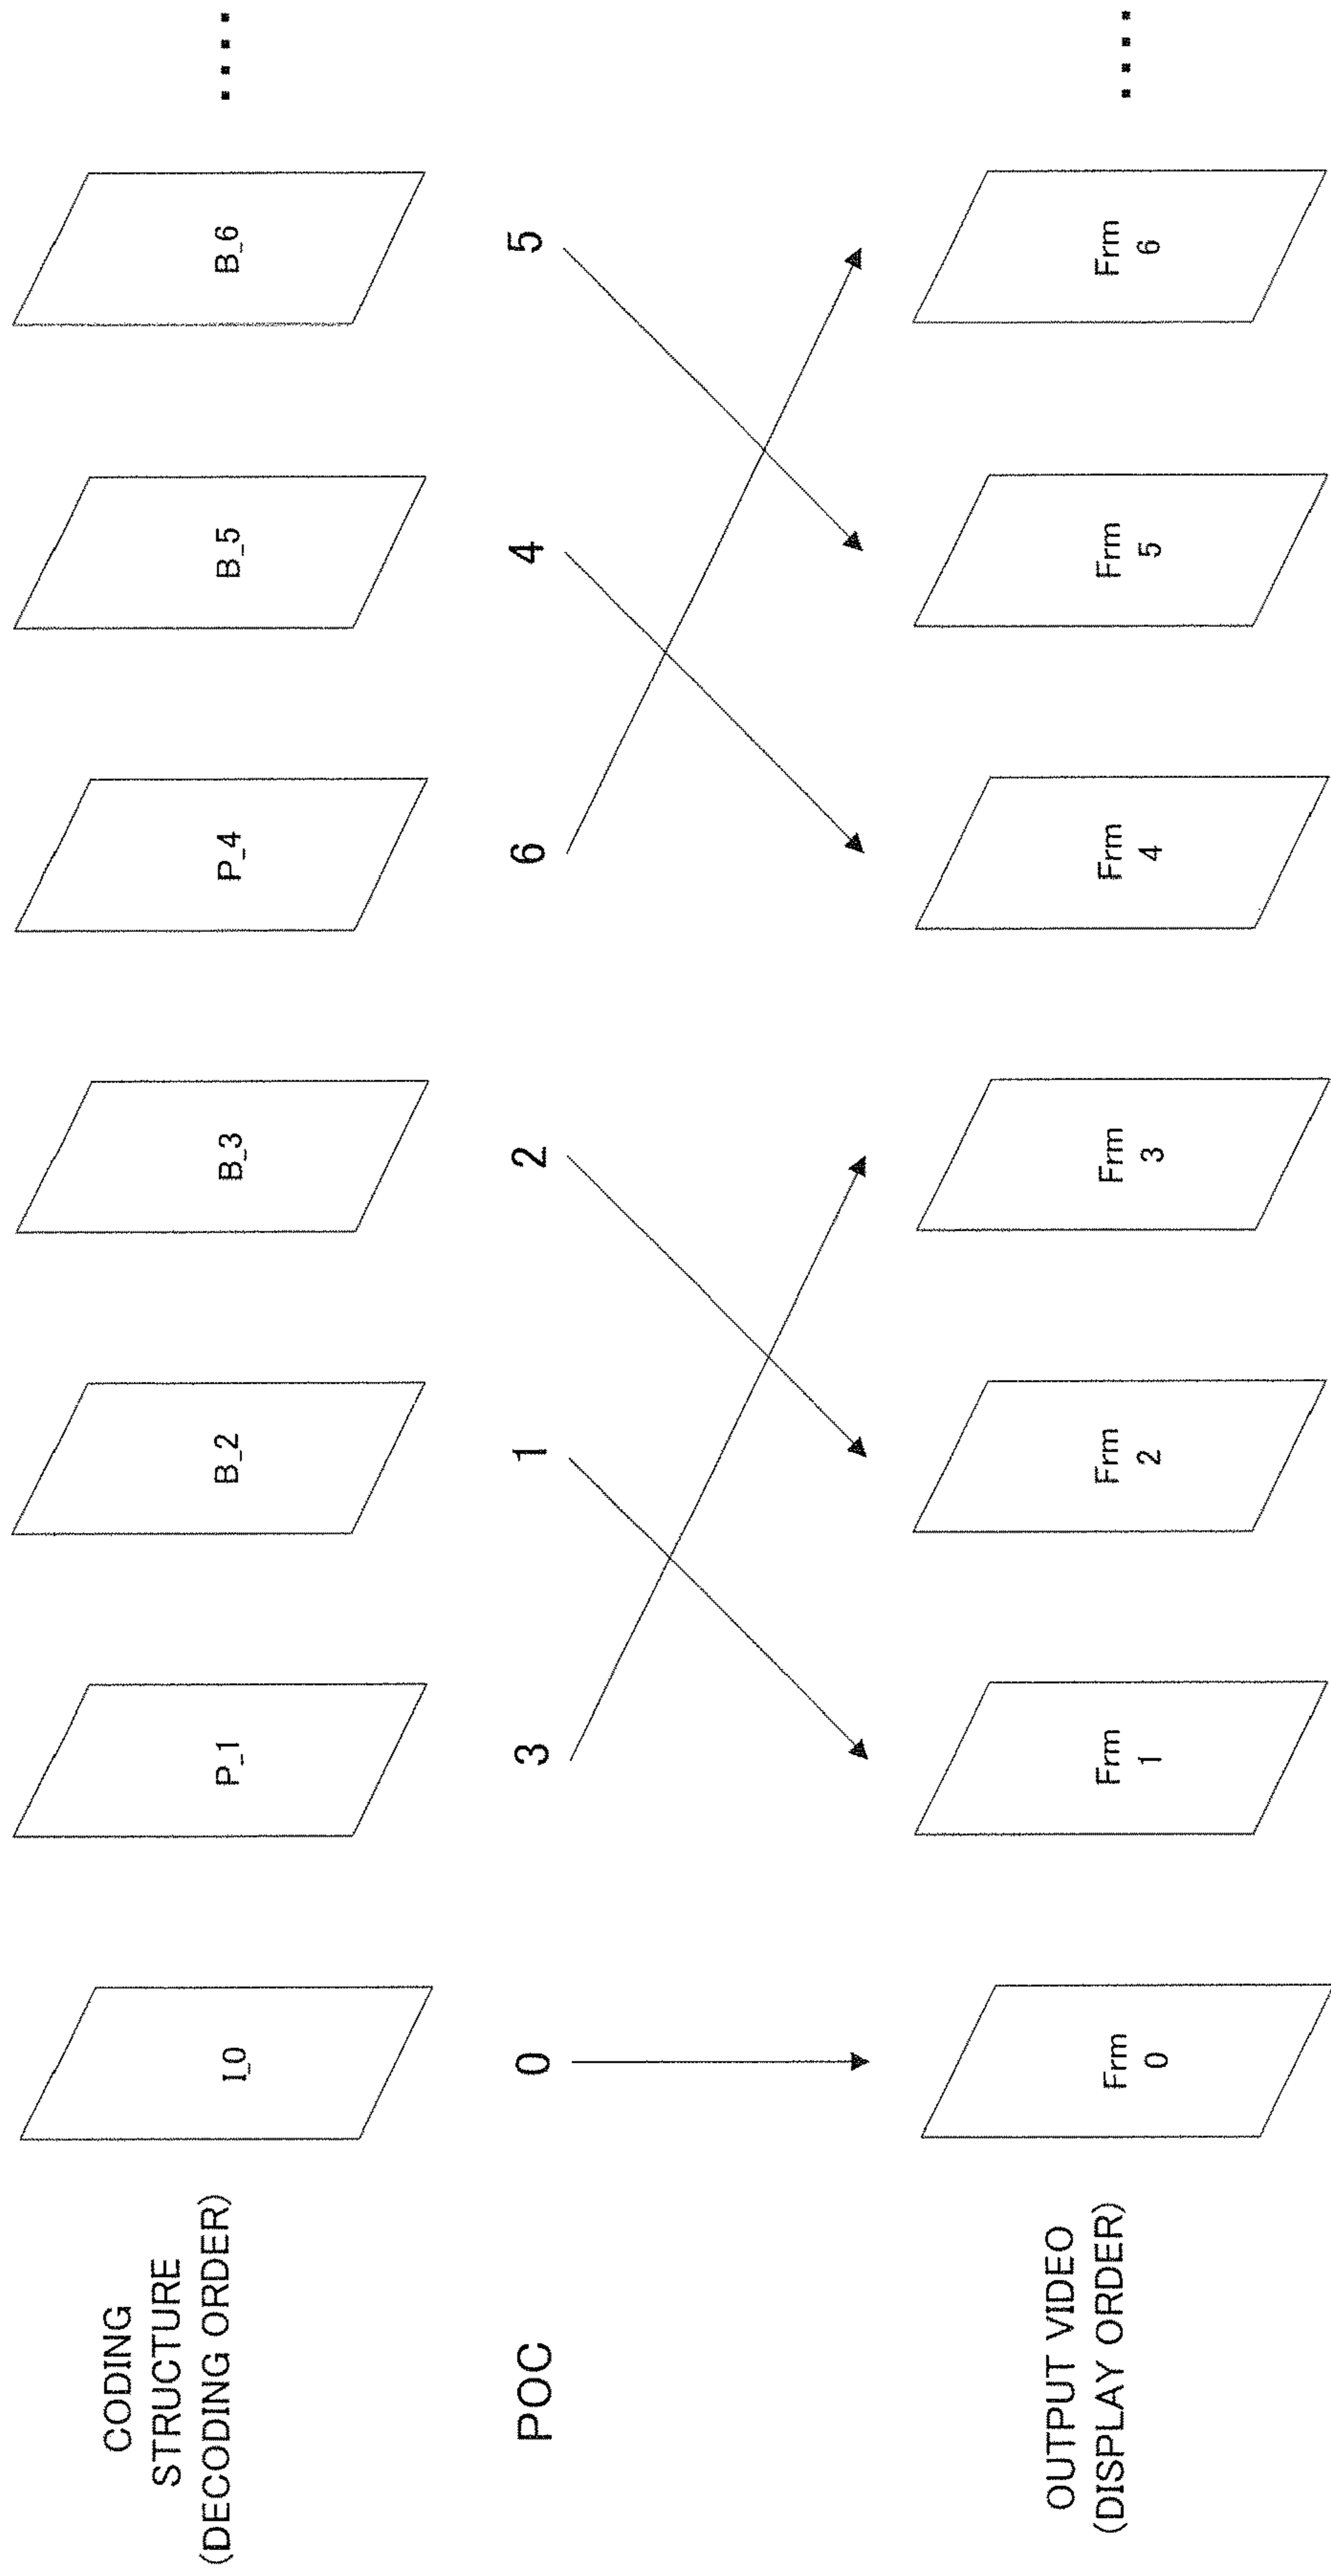 CODING
STRUCTURE
(DECODING ORDER)
I_0
P_1
B_2
B_3
P_4
B_5
B_6
POC
0
3
1
2
6
4
5
OUTPUT VIDEO
(DISPLAY ORDER)
Frm
0
Frm
1
Frm
2
Frm
3
Frm
4
Frm
5
Frm
6